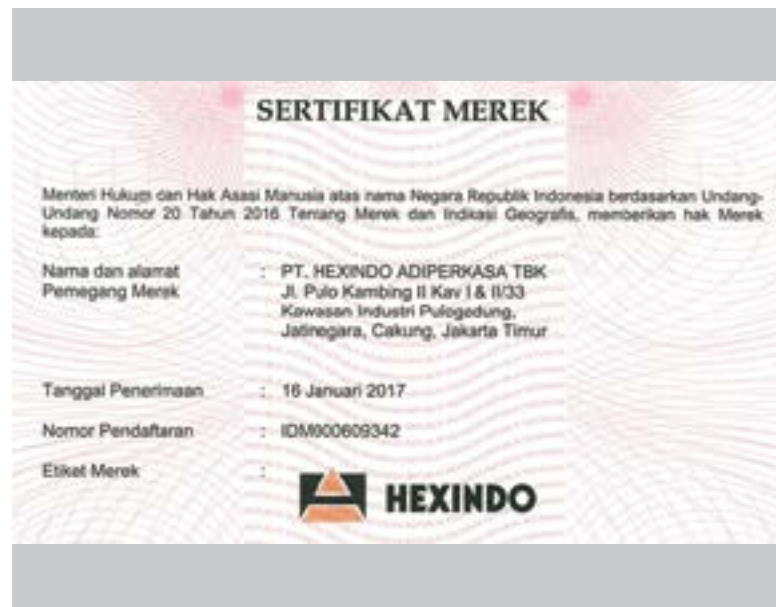 SERTIFIKAT MEREK
Menteri Hukum dan Hak Asasi Manusia atas nama Negara Republik Indonesia berdasarkan Undang-
Undang Nomor 20 Tahun 2016 Tentang Merek dan Indikasi Geografis, memberikan hak Merek
kepada:
Nama dan alamat : PT. HEXINDO ADIPERKASA TBK
Pemegang Merek Jl. Pulo Kambing II Kav I & II/33
Kawasan Industri Pulogadung,
Jatinegara, Cakung, Jakarta Timur
Tanggal Penerimaan : 16 Januari 2017
Nomor Pendaftaran : IDM000609342
Etiket Merek :
HEXINDO